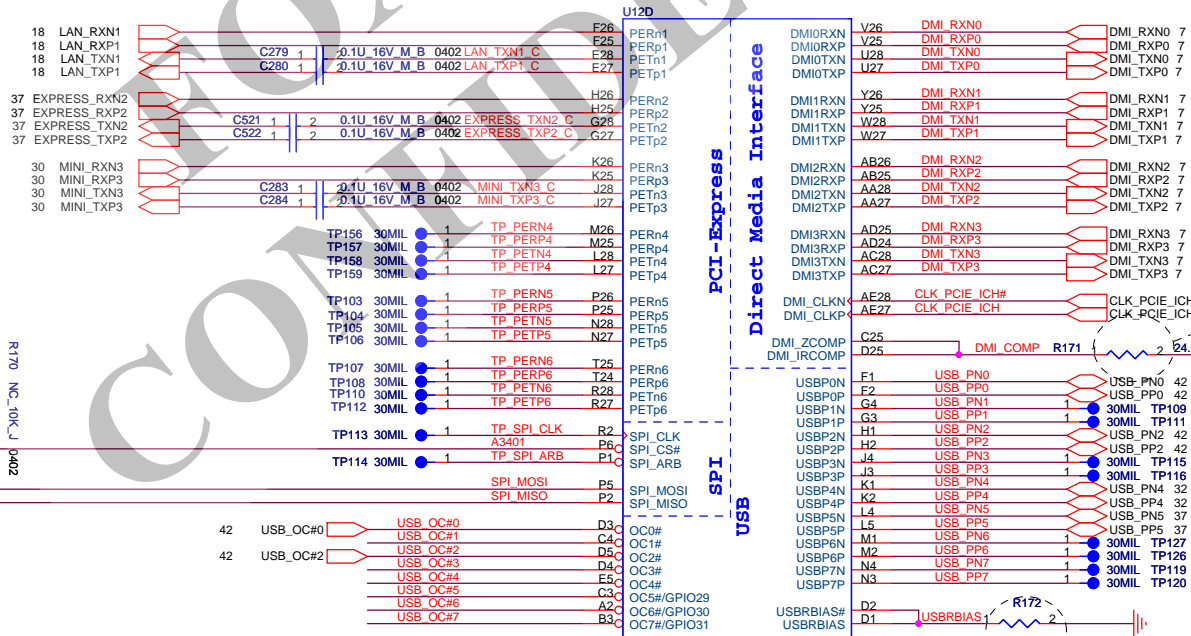 U12D
18 LAN_RXN1 F26 PERn1 DMI0RXN V26 DMI_RXN0 DMI_RXN0 7
18 LAN_RXP1 F25 PERp1 DMI0RXP V25 DMI_RXP0 DMI_RXP0 7
18 LAN_TXN1 C279 1 2 0.1U_16V_M_B 0402 LAN_TXN1_C E28 PETn1 DMI0TXN U28 DMI_TXN0 DMI_TXN0 7
18 LAN_TXP1 C280 1 2 0.1U_16V_M_B 0402 LAN_TXP1_C E27 PETp1 DMI0TXP U27 DMI_TXP0 DMI_TXP0 7
37 EXPRESS_RXN2 H26 PERn2 DMI1RXN Y26 DMI_RXN1 DMI_RXN1 7
37 EXPRESS_RXP2 H25 PERp2 DMI1RXP Y25 DMI_RXP1 DMI_RXP1 7
37 EXPRESS_TXN2 C521 1 2 0.1U_16V_M_B 0402 EXPRESS_TXN2_C G28 PETn2 DMI1TXN W28 DMI_TXN1 DMI_TXN1 7
37 EXPRESS_TXP2 C522 1 2 0.1U_16V_M_B 0402 EXPRESS_TXP2_C G27 PETp2 DMI1TXP W27 DMI_TXP1 DMI_TXP1 7
30 MINI_RXN3 K26 PERn3 DMI2RXN AB26 DMI_RXN2 DMI_RXN2 7
30 MINI_RXP3 K25 PERp3 DMI2RXP AB25 DMI_RXP2 DMI_RXP2 7
30 MINI_TXN3 C283 1 2 0.1U_16V_M_B 0402 MINI_TXN3_C J28 PETn3 DMI2TXN AA28 DMI_TXN2 DMI_TXN2 7
30 MINI_TXP3 C284 1 2 0.1U_16V_M_B 0402 MINI_TXP3_C J27 PETp3 DMI2TXP AA27 DMI_TXP2 DMI_TXP2 7
TP156 30MIL 1 TP_PERN4 M26 PERn4 DMI3RXN AD25 DMI_RXN3 DMI_RXN3 7
TP157 30MIL 1 TP_PERP4 M25 PERp4 DMI3RXP AD24 DMI_RXP3 DMI_RXP3 7
TP158 30MIL 1 TP_PETN4 L28 PETn4 DMI3TXN AC28 DMI_TXN3 DMI_TXN3 7
TP159 30MIL 1 TP_PETP4 L27 PETp4 DMI3TXP AC27 DMI_TXP3 DMI_TXP3 7
TP103 30MIL 1 TP_PERN5 P26 PERn5 DMI_CLKN AE28 CLK_PCIE_ICH# CLK_PCIE_ICH
TP104 30MIL 1 TP_PERP5 P25 PERp5 DMI_CLKP AE27 CLK_PCIE_ICH CLK_PCIE_ICH
TP105 30MIL 1 TP_PETN5 N28 PETn5
TP106 30MIL 1 TP_PETP5 N27 PETp5 DMI_ZCOMP C25
DMI_IRCOMP D25 DMI_COMP R171 1 2 24.
TP107 30MIL 1 TP_PERN6 T25 PERn6
TP108 30MIL 1 TP_PERP6 T24 PERp6 USBP0N F1 USB_PN0 USB_PN0 42
TP110 30MIL 1 TP_PETN6 R28 PETn6 USBP0P F2 USB_PP0 USB_PP0 42
TP112 30MIL 1 TP_PETP6 R27 PETp6 USBP1N G4 USB_PN1 1 30MIL TP109
USBP1P G3 USB_PP1 1 30MIL TP111
TP113 30MIL 1 TP_SPI_CLK R2 SPI_CLK USBP2N H1 USB_PN2 USB_PN2 42
A3401 P6 SPI_CS# USBP2P H2 USB_PP2 USB_PP2 42
TP114 30MIL 1 TP_SPI_ARB P1 SPI_ARB USBP3N J4 USB_PN3 1 30MIL TP115
USBP3P J3 USB_PP3 1 30MIL TP116
SPI_MOSI P5 SPI_MOSI USBP4N K1 USB_PN4 USB_PN4 32
SPI_MISO P2 SPI_MISO USBP4P K2 USB_PP4 USB_PP4 32
USBP5N L4 USB_PN5 USB_PN5 37
42 USB_OC#0 USB_OC#0 D3 OC0# USBP5P L5 USB_PP5 USB_PP5 37
USB_OC#1 C4 OC1# USBP6N M1 USB_PN6 1 30MIL TP127
42 USB_OC#2 USB_OC#2 D5 OC2# USBP6P M2 USB_PP6 1 30MIL TP126
USB_OC#3 D4 OC3# USBP7N N4 USB_PN7 1 30MIL TP119
USB_OC#4 E5 OC4# USBP7P N3 USB_PP7 1 30MIL TP120
USB_OC#5 C3 OC5#/GPIO29
USB_OC#6 A2 OC6#/GPIO30 USBRBIAS# D2 R172
USB_OC#7 B3 OC7#/GPIO31 USBRBIAS D1 USBRBIAS 1 2
PCI-Express
Direct Media Interface
SPI
USB
R170 NC_10K_J 0402
CONFIDE